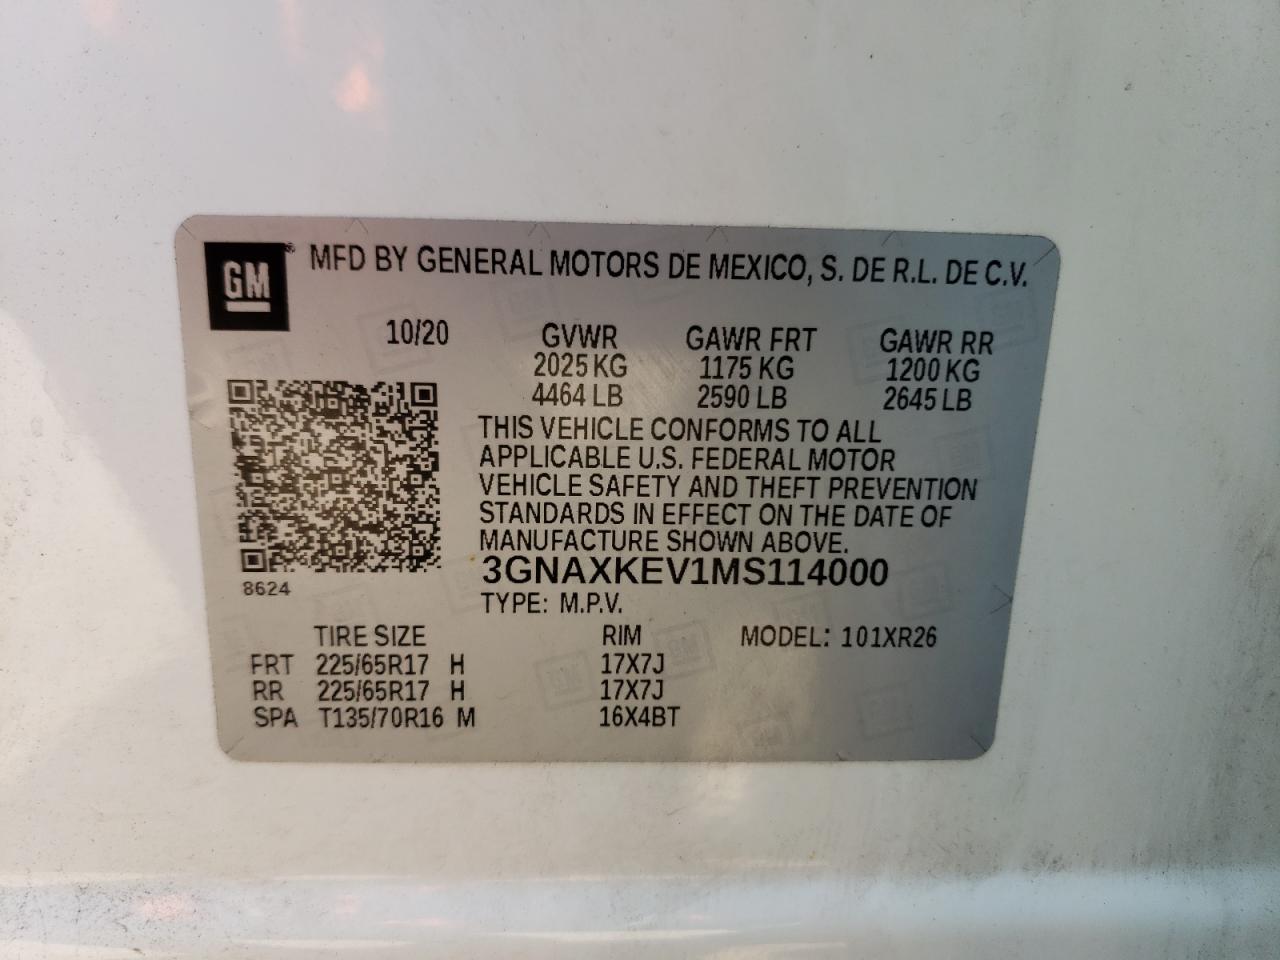 GM® MFD BY GENERAL MOTORS DE MEXICO, S. DE R.L. DE C.V.
10/20 GVWR GAWR FRT GAWR RR
2025 KG 1175 KG 1200 KG
4464 LB 2590 LB 2645 LB
THIS VEHICLE CONFORMS TO ALL
APPLICABLE U.S. FEDERAL MOTOR
VEHICLE SAFETY AND THEFT PREVENTION
STANDARDS IN EFFECT ON THE DATE OF
MANUFACTURE SHOWN ABOVE.
3GNAXKEV1MS114000
8624
TYPE: M.P.V.
TIRE SIZE RIM MODEL: 101XR26
FRT 225/65R17 H 17X7J
RR 225/65R17 H 17X7J
SPA T135/70R16 M 16X4BT